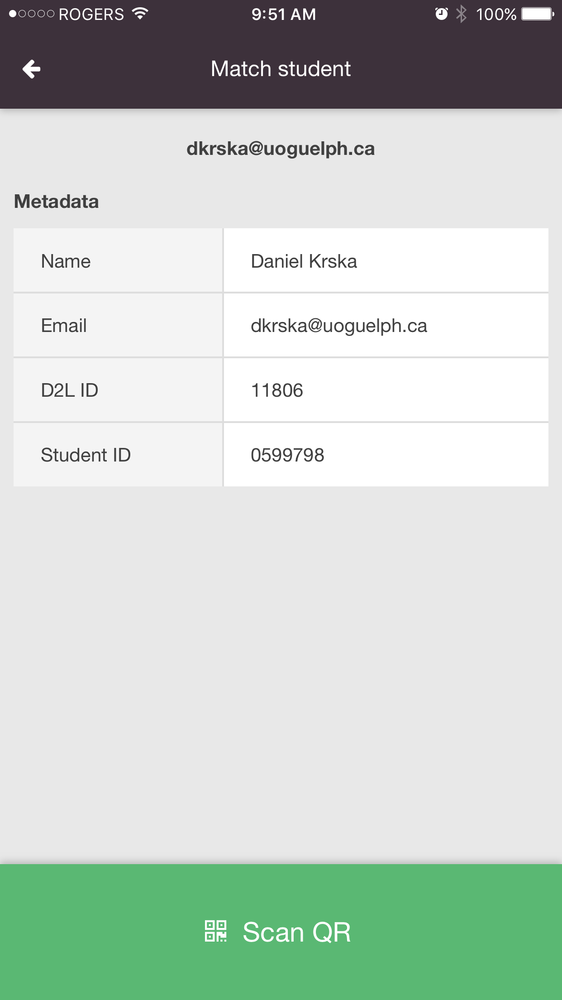 ROGERS 9:51 AM 100%
Match student
dkrska@uoguelph.ca
Metadata
Name Daniel Krska
Email dkrska@uoguelph.ca
D2L ID 11806
Student ID 0599798
Scan QR